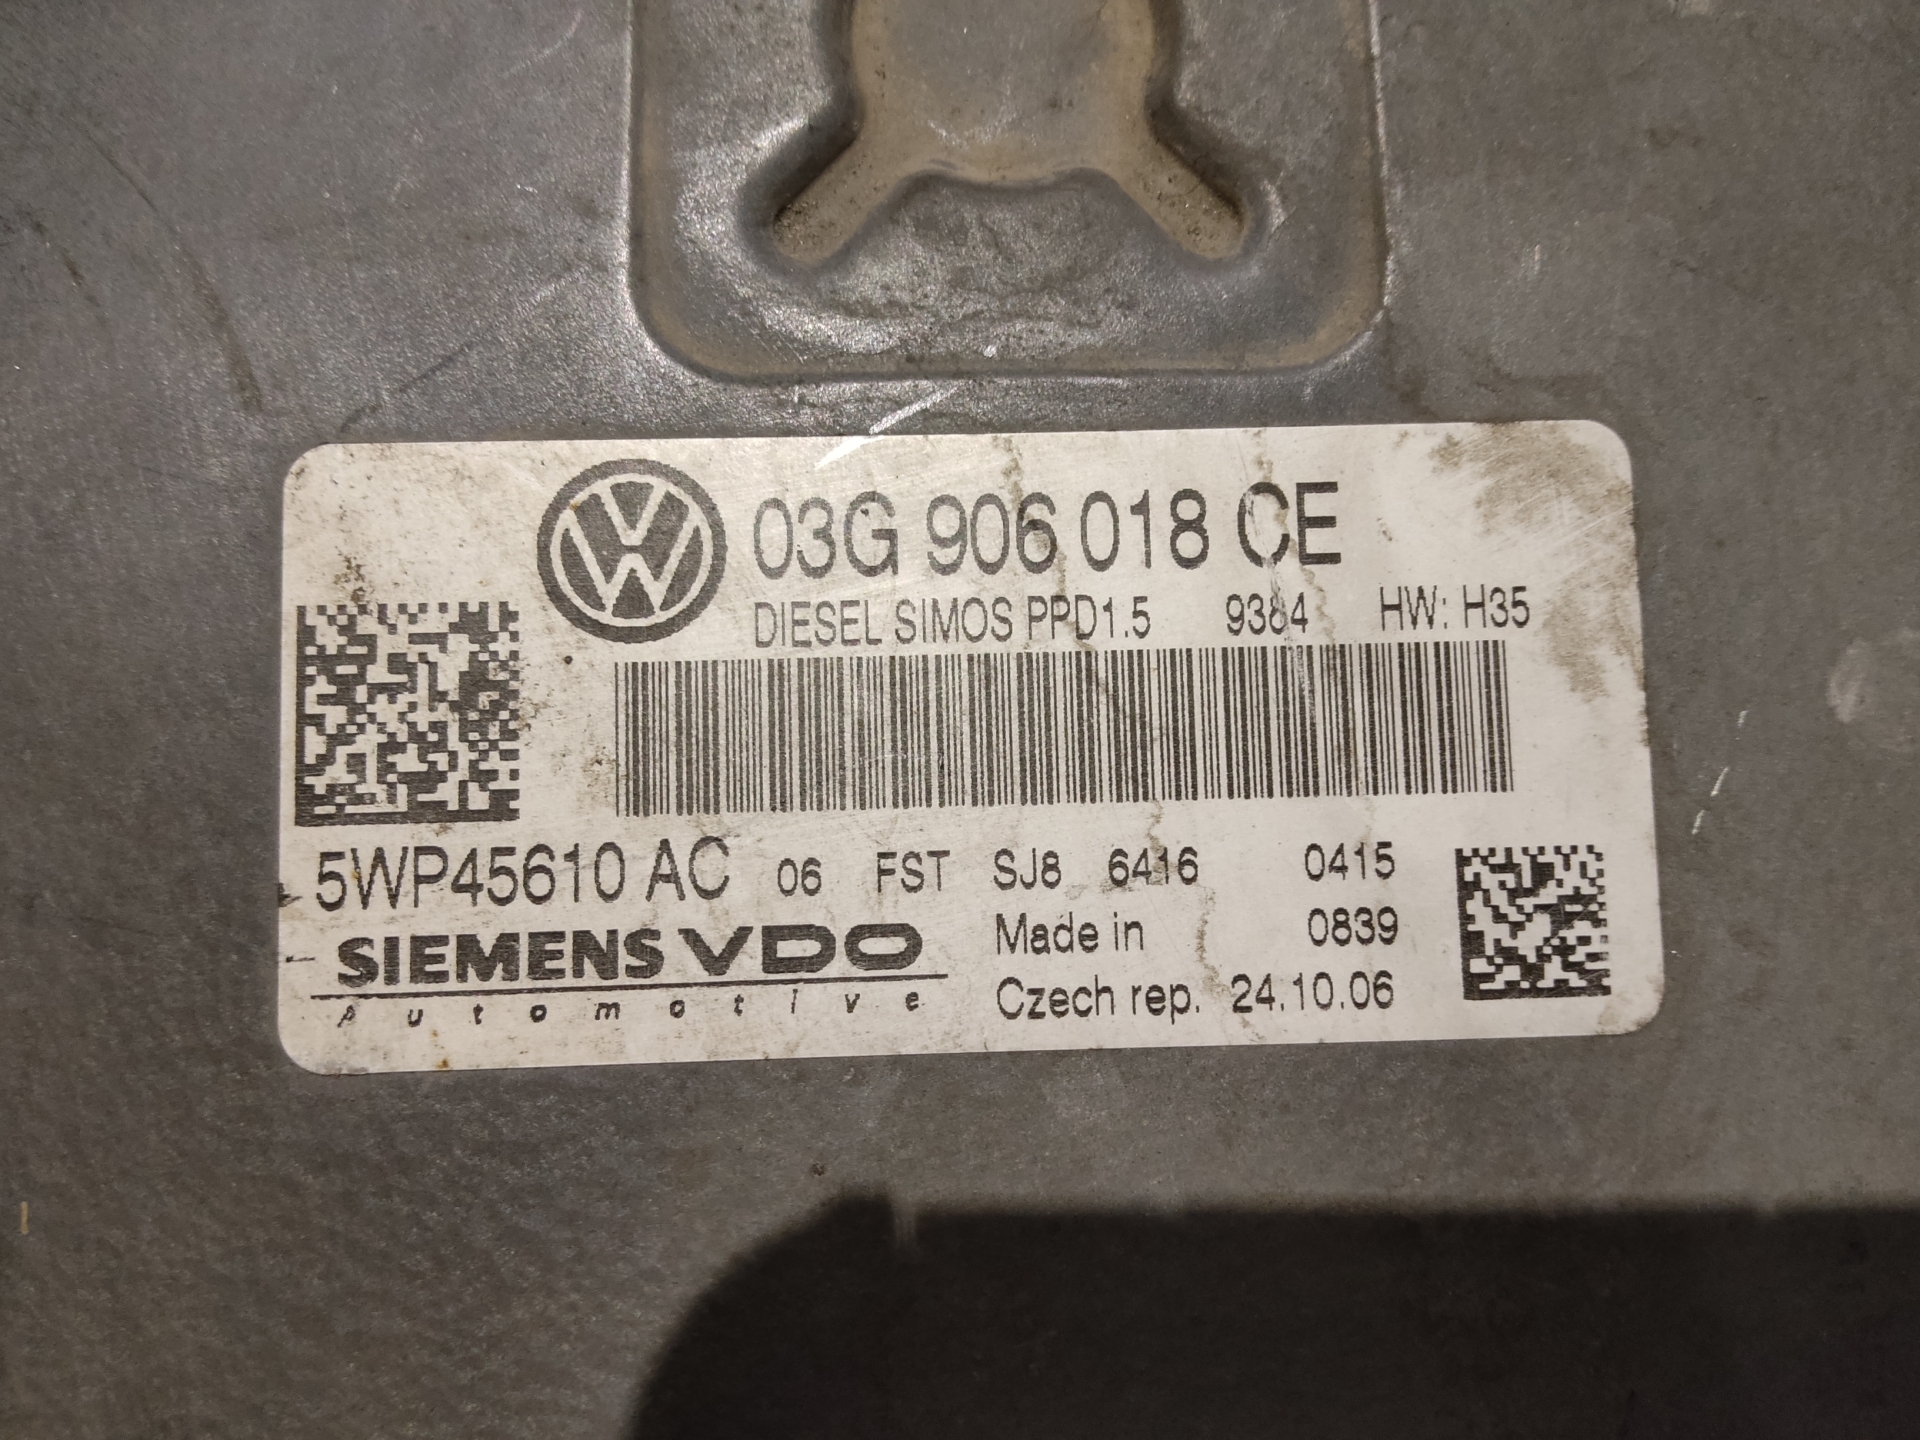 03G 906 018 CE
DIESEL SIMOS PPD1.5 9384 HW: H35
5WP45610 AC 06 FST SJ8 6416 0415
SIEMENS VDO
Automotive
Made in 0839
Czech rep. 24.10.06